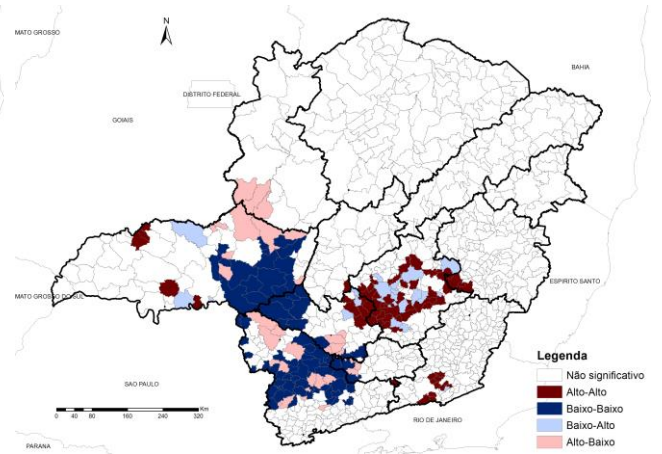 MATO GROSSO
N
BAHIA
DISTRITO FEDERAL
GOIAS
ESPIRITO SANTO
MATO GROSSO DO SUL
SAO PAULO
Km
0 40 80 160 240 320
RIO DE JANEIRO
PARANA
Legenda
Não significativo
Alto-Alto
Baixo-Baixo
Baixo-Alto
Alto-Baixo